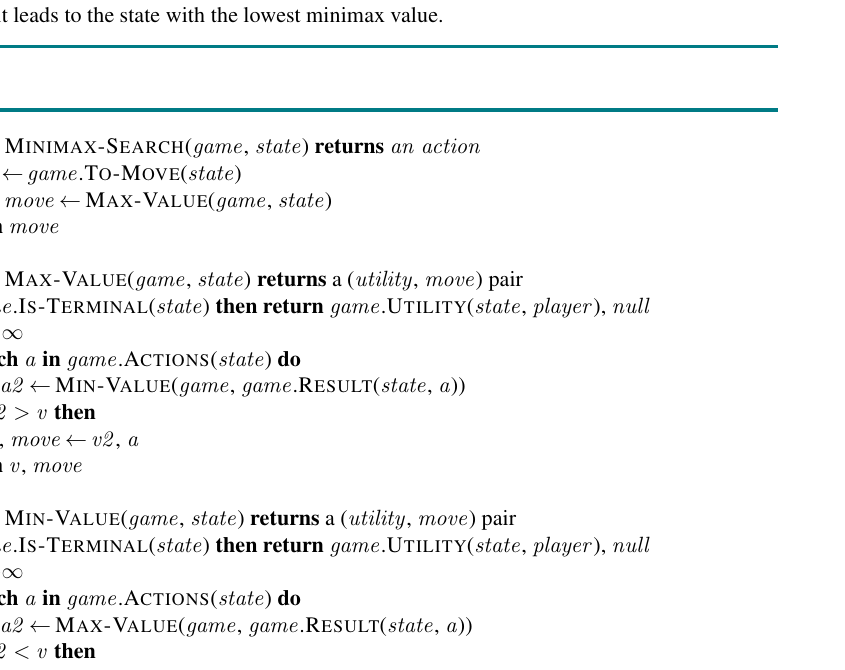 t leads to the state with the lowest minimax value.
MINIMAX-SEARCH(game, state) returns an action
← game.TO-MOVE(state)
move ← MAX-VALUE(game, state)
n move
MAX-VALUE(game, state) returns a (utility, move) pair
e.IS-TERMINAL(state) then return game.UTILITY(state, player), null
∞
ch a in game.ACTIONS(state) do
a2 ← MIN-VALUE(game, game.RESULT(state, a))
2 > v then
, move ← v2, a
n v, move
MIN-VALUE(game, state) returns a (utility, move) pair
e.IS-TERMINAL(state) then return game.UTILITY(state, player), null
∞
ch a in game.ACTIONS(state) do
a2 ← MAX-VALUE(game, game.RESULT(state, a))
2 < v then